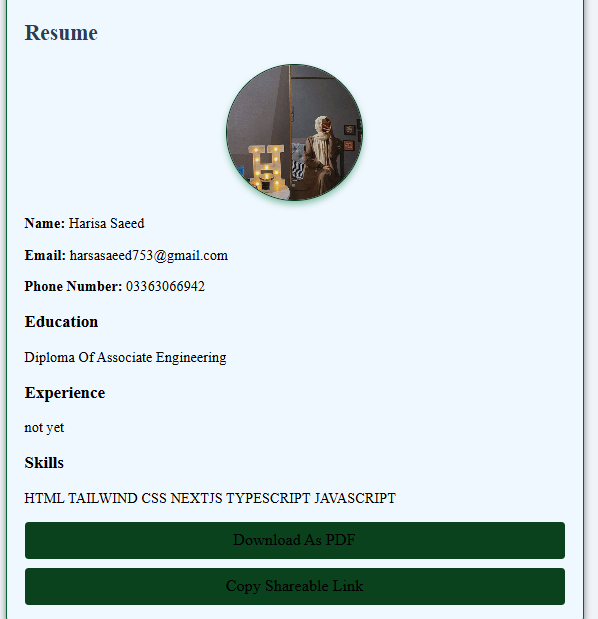 Resume
H
Name: Harisa Saeed
Email: harsasaeed753@gmail.com
Phone Number: 03363066942
Education
Diploma Of Associate Engineering
Experience
not yet
Skills
HTML TAILWIND CSS NEXTJS TYPESCRIPT JAVASCRIPT
Download As PDF
Copy Shareable Link